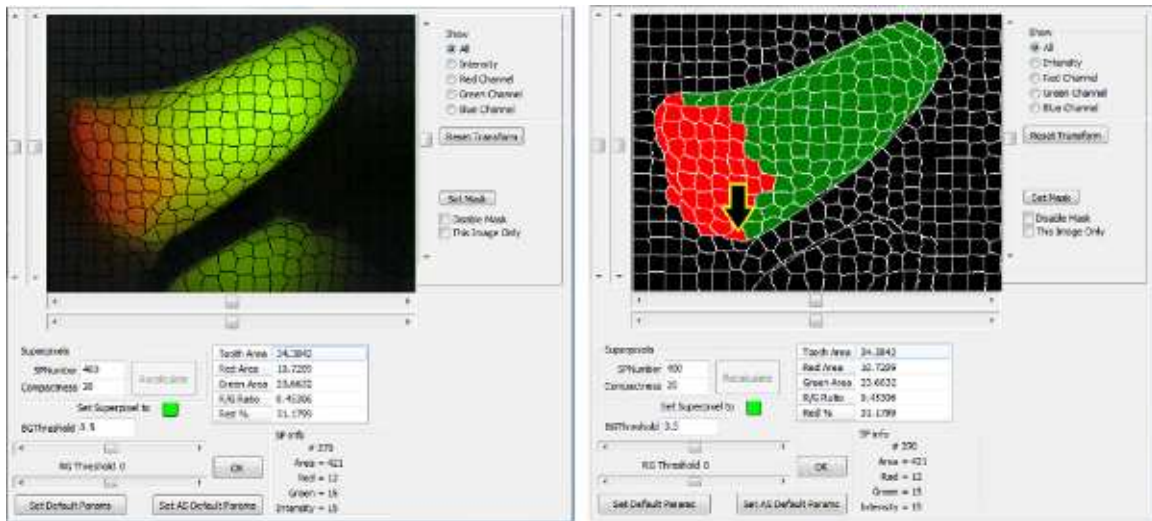 Show
All
Intensity
Red Channel
Green Channel
Blue Channel
Reset Transform
Set Mask
Disable Mask
This Image Only
Superpixels
SPNumber 400
Compactness 20
Recalculate
Set Superpixel to
BGThreshold 3.5
RG Threshold 0
OK
Set Default Params
Set AS Default Params
Tooth Area 34.3842
Red Area 10.7209
Green Area 23.6632
R/G Ratio 0.45306
Red % 31.1799
SP info
Area = 421
Red = 12
Green = 15
Intensity = 15
Show
All
Intensity
Red Channel
Green Channel
Blue Channel
Reset Transform
Set Mask
Disable Mask
This Image Only
Superpixels
SPNumber 400
Compactness 20
Recalculate
Set Superpixel to
BGThreshold 3.5
RG Threshold 0
OK
Set Default Params
Set AS Default Params
Tooth Area 34.3842
Red Area 10.7209
Green Area 23.6632
R/G Ratio 0.45306
Red % 31.1799
SP info
Area = 421
Red = 12
Green = 15
Intensity = 15